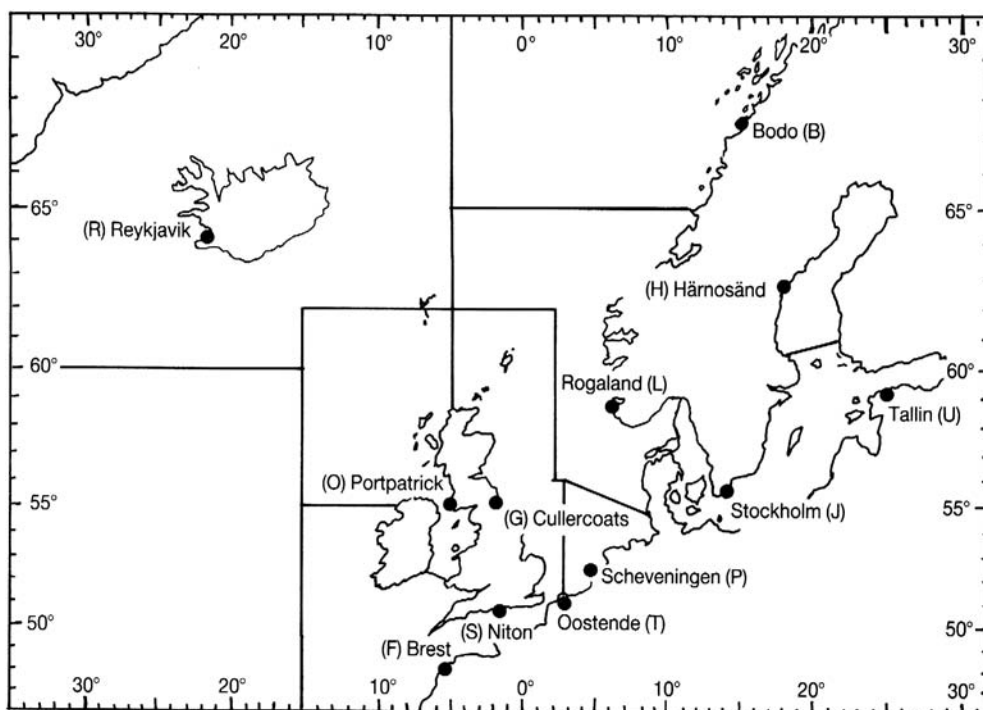 30° 20° 10° 0° 10° 20° 30°
Bodo (B)
65° 65°
(R) Reykjavik
(H) Härnosänd
60° 60°
Rogaland (L)
Tallin (U)
(O) Portpatrick
55° 55°
(G) Cullercoats
Stockholm (J)
Scheveningen (P)
50° 50°
(S) Niton
Oostende (T)
(F) Brest
30° 20° 10° 0° 10° 20° 30°